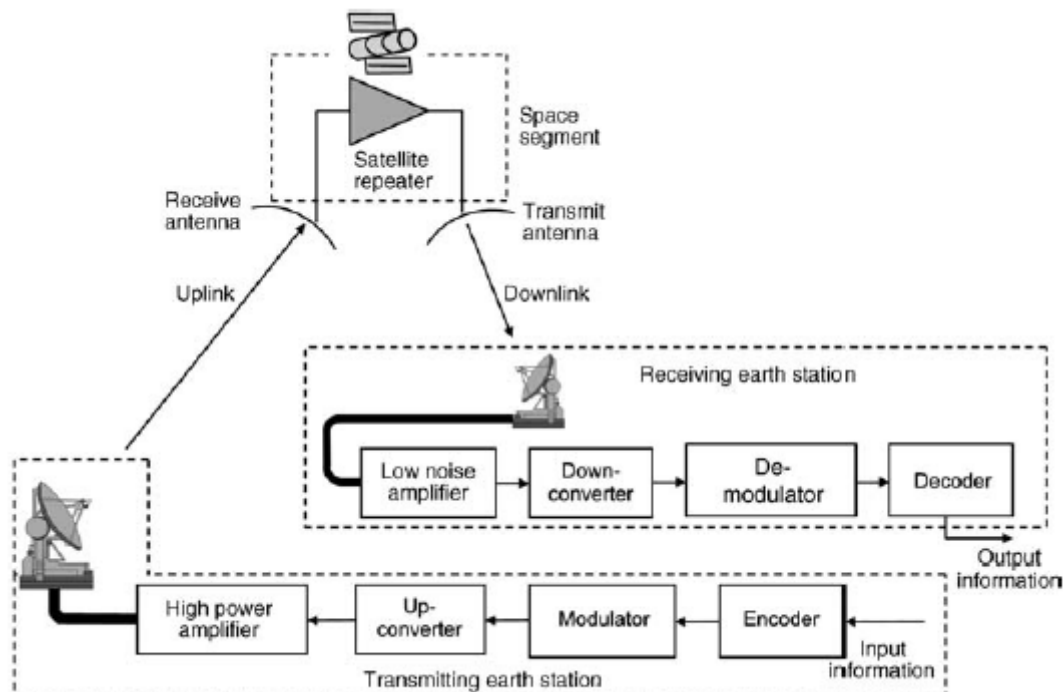 Space
segment
Satellite
repeater
Receive
antenna
Transmit
antenna
Uplink
Downlink
Receiving earth station
Low noise
amplifier
Down-
converter
De-
modulator
Decoder
Output
information
High power
amplifier
Up-
converter
Modulator
Encoder
Input
information
Transmitting earth station